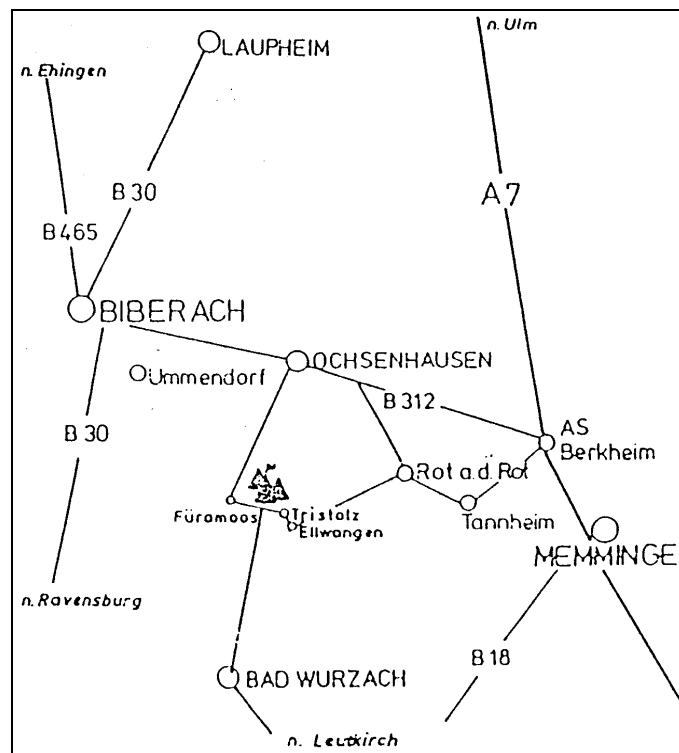 n. Ulm
LAUPHEIM
n. Ehingen
B 30
A 7
B 465
BIBERACH
OCHSENHAUSEN
Ummendorf
B 312
B 30
AS
Berkheim
Rot a.d. Rot
Füramoos
Tristolz
Ellwangen
Tannheim
MEMMINGE
n. Ravensburg
B 18
BAD WURZACH
n. Leutkirch